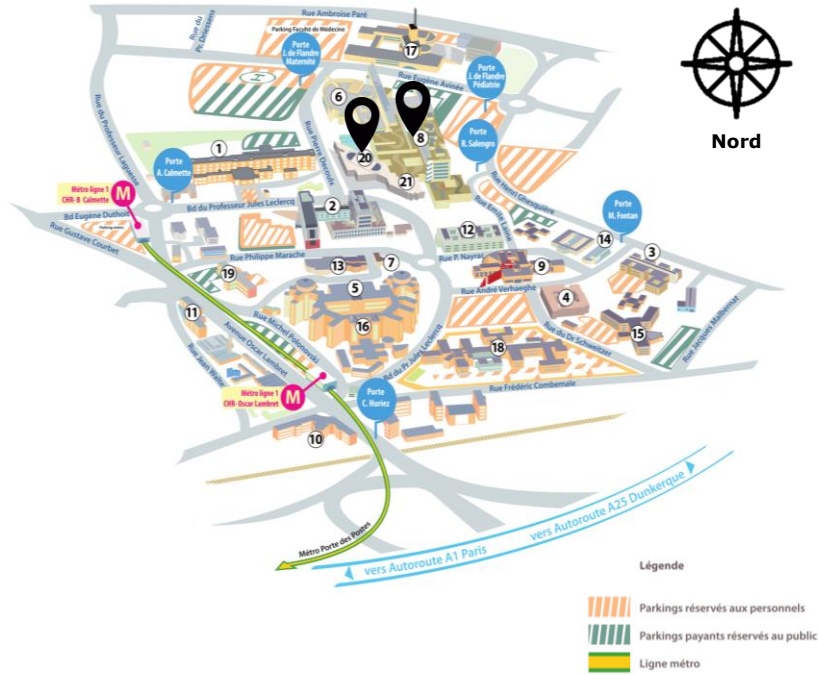 Rue Ambroise Paré
Rue du
Pr. Driessens
Parking Faculté de Médecine
17
Porte
J. de Flandre
Maternité
Rue Eugène Avinée
Porte
J. de Flandre
Pédiatrie
Nord
H
6
8
Rue du Professeur Laguesse
1
Rue Pierre Decoulx
20
Porte
R. Salengro
Porte
A. Calmette
21
Rue Henri Ghesquière
Métro ligne 1
CHR- B Calmette
M
Bd du Professeur Jules Leclercq
2
Rue Emile Laine
Porte
M. Fontan
Bd Eugène Duthoit
Rue Gustave Courbet
12
14
Rue Philippe Marache
13
7
Rue P. Nayrac
9
3
19
5
Rue André Verhaeghe
4
11
16
Rue Michel Polonovski
Avenue Oscar Lambret
Bd du Pr Jules Leclercq
18
Rue du Dr. Schweitzer
15
Rue Jacques Malbernat
Rue Jean Walter
Métro ligne 1
CHR- Oscar Lambret
M
Porte
C. Huriez
Rue Frédéric Combemale
10
Métro Porte des Postes
vers Autoroute A1 Paris
vers Autoroute A25 Dunkerque
Légende
Parkings réservés aux personnels
Parkings payants réservés au public
Ligne métro